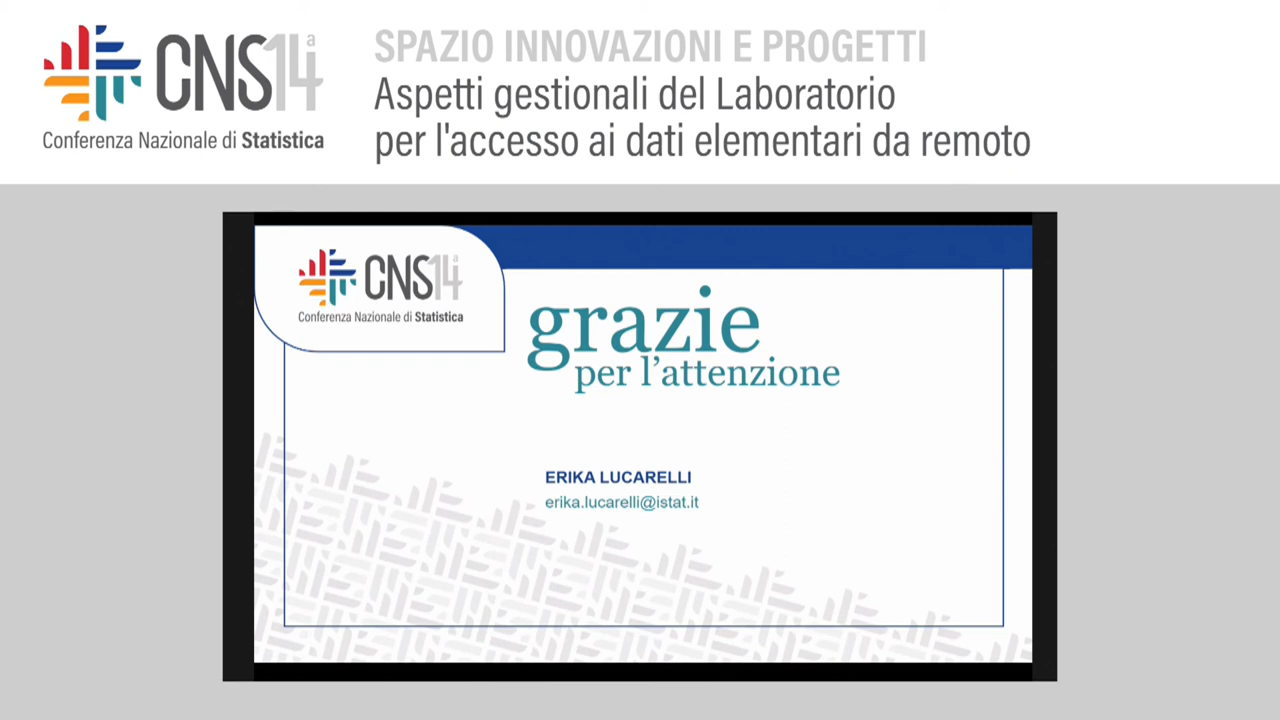 CNS14ª
Conferenza Nazionale di Statistica
SPAZIO INNOVAZIONI E PROGETTI
Aspetti gestionali del Laboratorio
per l'accesso ai dati elementari da remoto
CNS14ª
Conferenza Nazionale di Statistica
grazie
per l’attenzione
ERIKA LUCARELLI
erika.lucarelli@istat.it